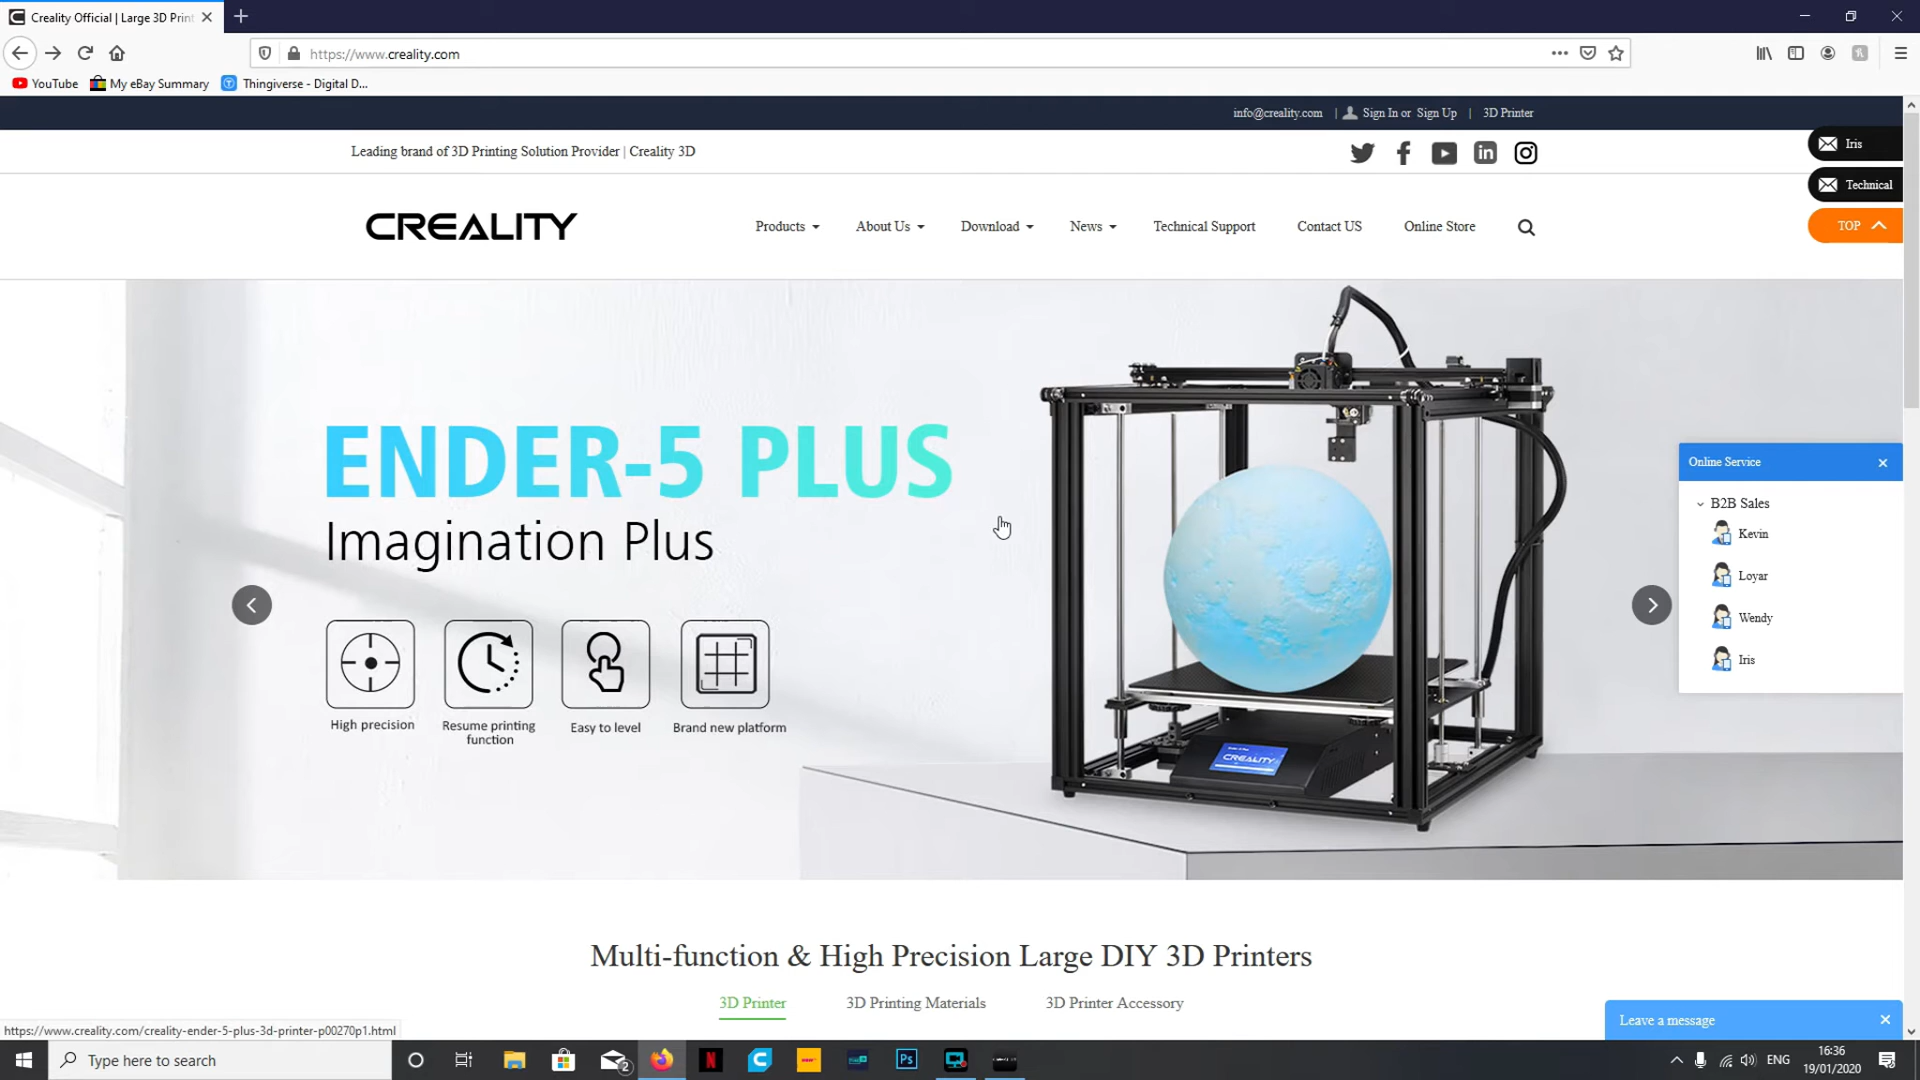 Creality Official | Large 3D Prin
https://www.creality.com
YouTube
My eBay Summary
Thingiverse - Digital D...
info@creality.com | Sign In or Sign Up | 3D Printer
Leading brand of 3D Printing Solution Provider | Creality 3D
CREALITY
Products
About Us
Download
News
Technical Support
Contact US
Online Store
Iris
Technical
TOP
ENDER-5 PLUS
Imagination Plus
High precision
Resume printing
function
Easy to level
Brand new platform
CREALITY
Online Service
B2B Sales
Kevin
Loyar
Wendy
Iris
Multi-function & High Precision Large DIY 3D Printers
3D Printer
3D Printing Materials
3D Printer Accessory
Leave a message
https://www.creality.com/creality-ender-5-plus-3d-printer-p00270p1.html
Type here to search
2
N
Ps
ENG
16:36
19/01/2020